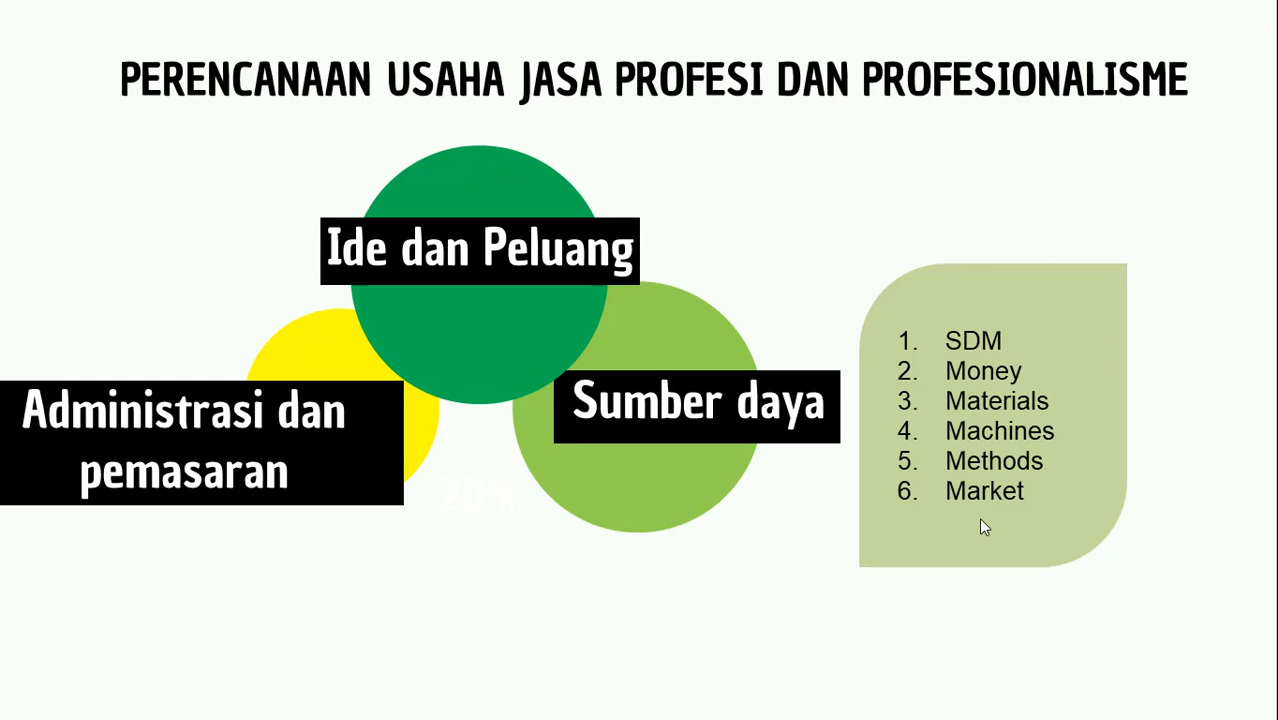 PERENCANAAN USAHA JASA PROFESI DAN PROFESIONALISME
Ide dan Peluang
Administrasi dan
pemasaran
Sumber daya
20%
1. SDM
2. Money
3. Materials
4. Machines
5. Methods
6. Market